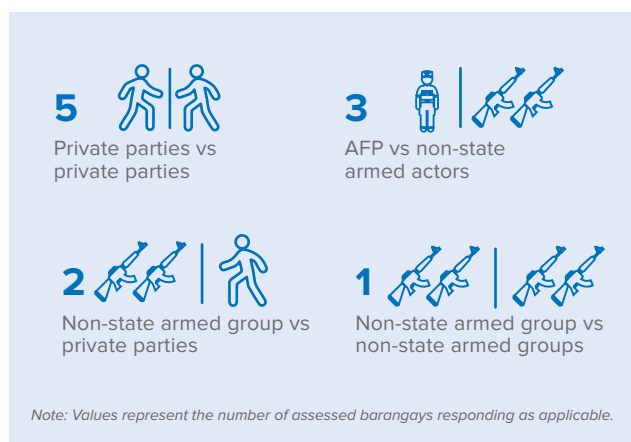 5
Private parties vs
private parties
3
AFP vs non-state
armed actors
2
Non-state armed group vs
private parties
1
Non-state armed group vs
non-state armed groups
Note: Values represent the number of assessed barangays responding as applicable.